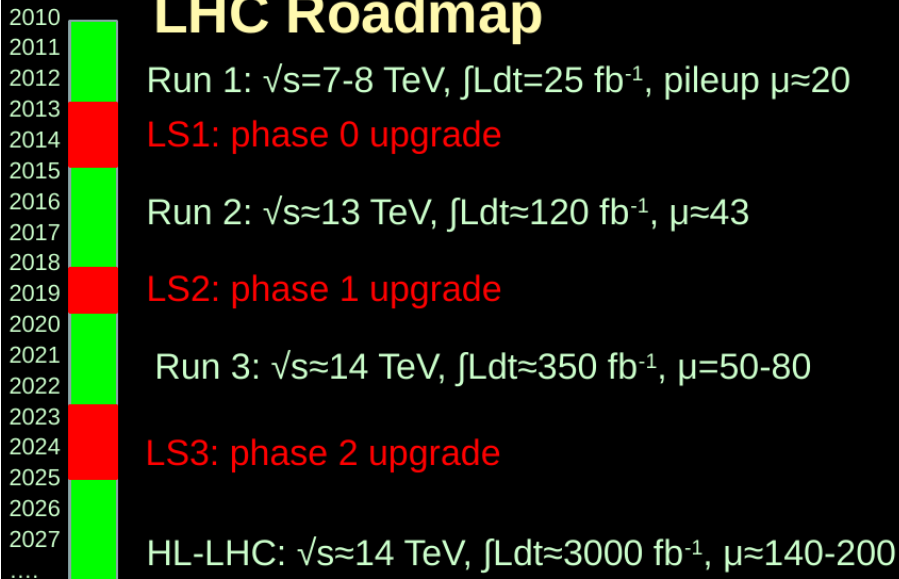 LHC Roadmap
2010
2011
2012
Run 1: √s=7-8 TeV, ∫Ldt=25 fb⁻¹, pileup μ≈20
2013
2014
LS1: phase 0 upgrade
2015
2016
Run 2: √s≈13 TeV, ∫Ldt≈120 fb⁻¹, μ≈43
2017
2018
2019
LS2: phase 1 upgrade
2020
2021
Run 3: √s≈14 TeV, ∫Ldt≈350 fb⁻¹, μ=50-80
2022
2023
2024
LS3: phase 2 upgrade
2025
2026
2027
HL-LHC: √s≈14 TeV, ∫Ldt≈3000 fb⁻¹, μ≈140-200
....